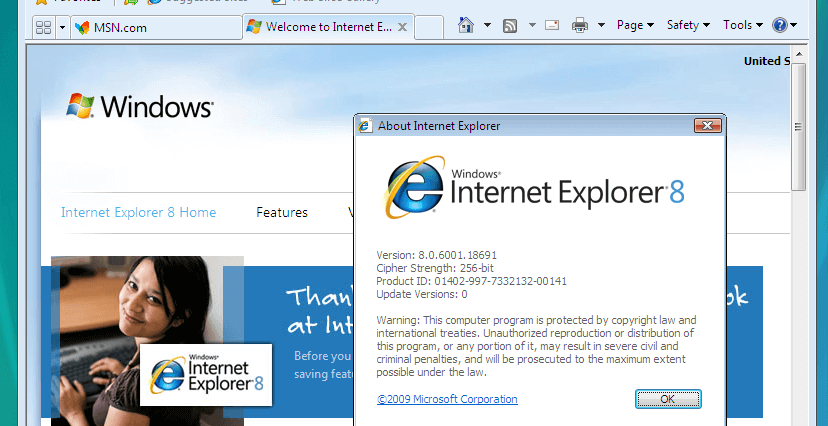 MSN.com
Welcome to Internet E...
Page
Safety
Tools
United S
Windows
About Internet Explorer
Windows
Internet Explorer 8
Internet Explorer 8 Home
Features
Version: 8.0.6001.18691
Cipher Strength: 256-bit
Product ID: 01402-997-7332132-00141
Update Versions: 0
Warning: This computer program is protected by copyright law and
international treaties. Unauthorized reproduction or distribution of
this program, or any portion of it, may result in severe civil and
criminal penalties, and will be prosecuted to the maximum extent
possible under the law.
©2009 Microsoft Corporation
OK
at Int
Before you
saving
Windows
Internet
Explorer 8